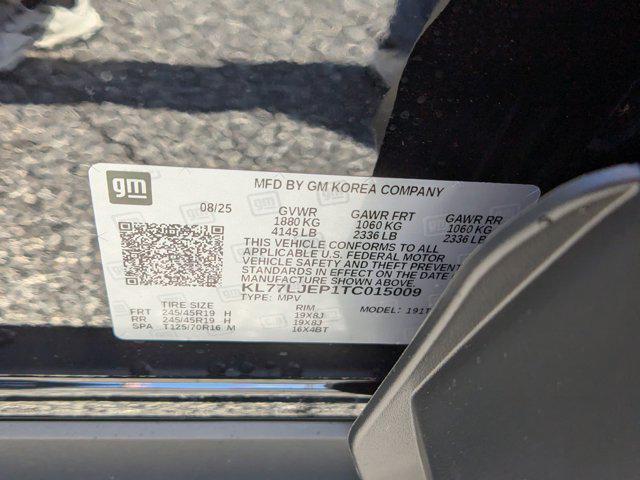 gm
MFD BY GM KOREA COMPANY
08/25 GVWR GAWR FRT GAWR RR
1880 KG 1060 KG 1060 KG
4145 LB 2336 LB 2336 LB
THIS VEHICLE CONFORMS TO ALL
APPLICABLE U.S. FEDERAL MOTOR
VEHICLE SAFETY AND THEFT PREVENTION
STANDARDS IN EFFECT ON THE DATE OF
MANUFACTURE SHOWN ABOVE.
KL77LJEP1TC015009
TYPE: MPV MODEL: 191T
TIRE SIZE RIM
FRT 245/45R19 H 19X8J
RR 245/45R19 H 19X8J
SPA T125/70R16 M 16X4BT